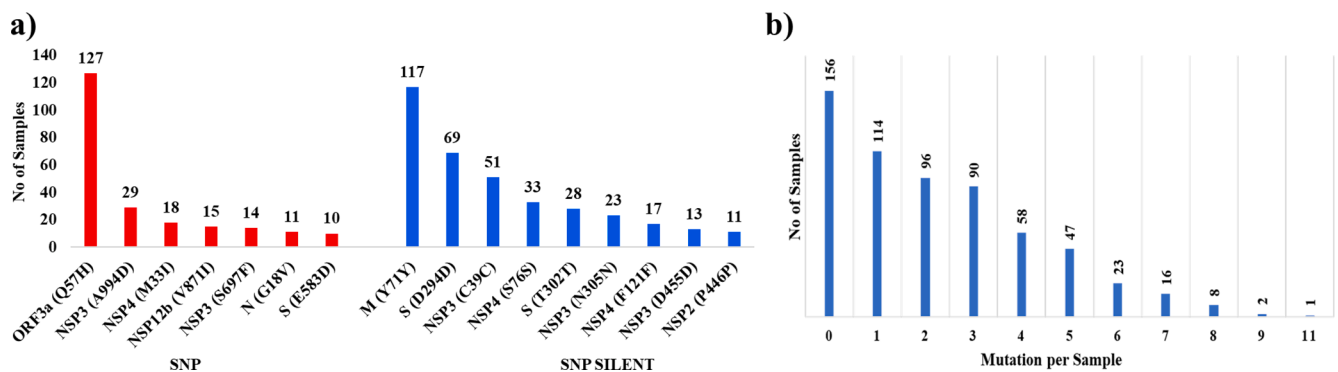 a)
No of Samples
140
120
100
80
60
40
20
0
127
29
18
15
14
11
10
117
69
51
33
28
23
17
13
11
ORF3a (Q57H)
NSP3 (A994D)
NSP4 (M33I)
NSP12b (V871I)
NSP3 (S697F)
N (G18V)
S (E583D)
M (Y71Y)
S (D294D)
NSP3 (C39C)
NSP4 (S76S)
S (T302T)
NSP3 (N305N)
NSP4 (F121F)
NSP3 (D455D)
NSP2 (P446P)
SNP
SNP SILENT
b)
No of Samples
156
114
96
90
58
47
23
16
8
2
1
0 1 2 3 4 5 6 7 8 9 11
Mutation per Sample